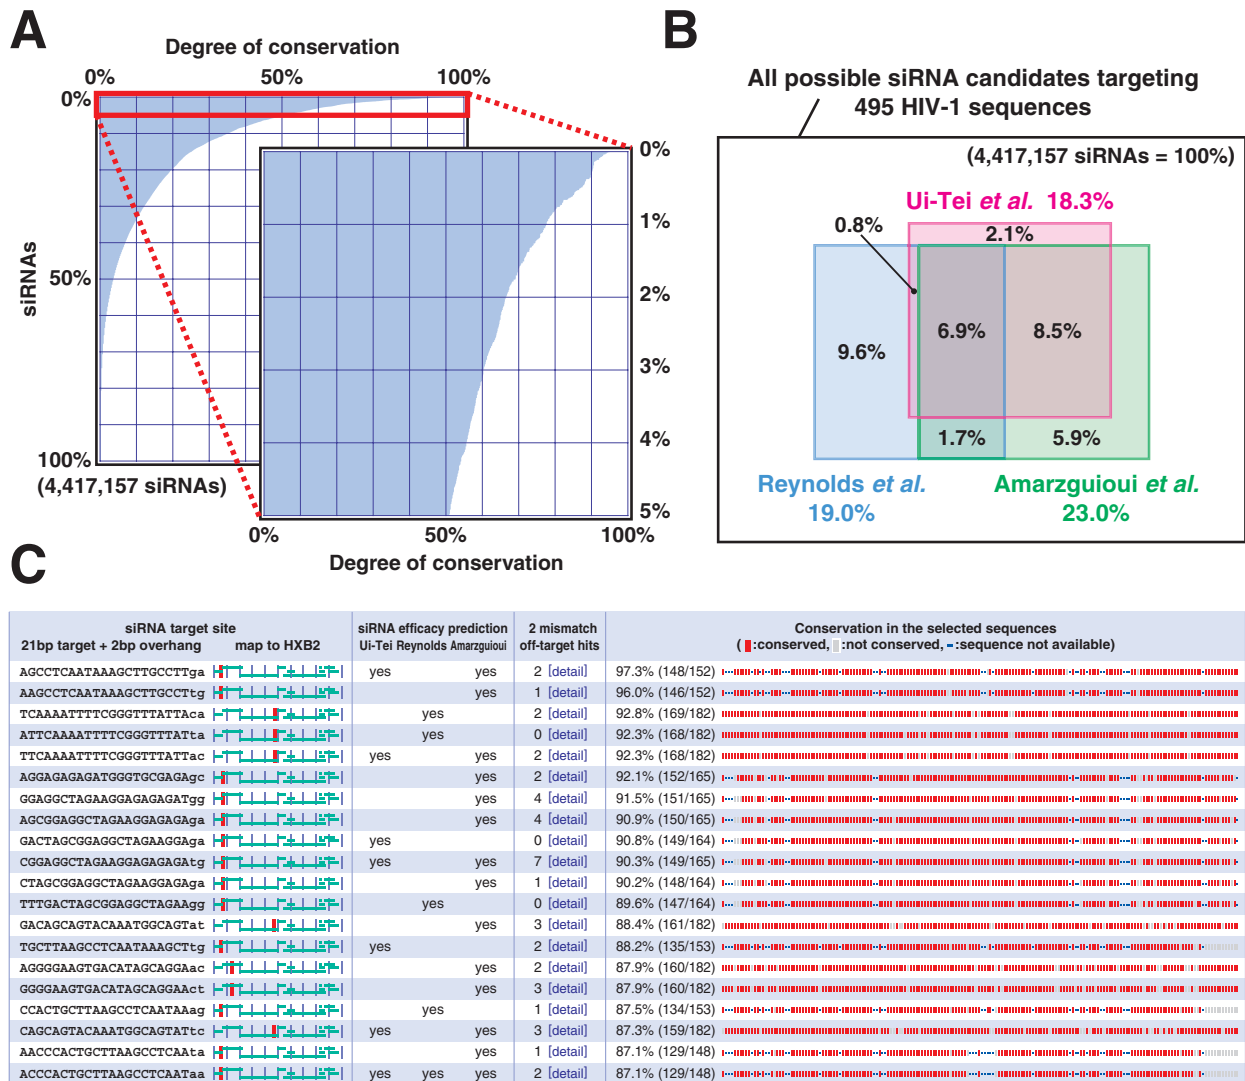 A
Degree of conservation
0% 50% 100%
0%
50%
100%
siRNAs
(4,417,157 siRNAs)
0%
1%
2%
3%
4%
5%
0% 50% 100%
Degree of conservation
B
All possible siRNA candidates targeting
495 HIV-1 sequences
(4,417,157 siRNAs = 100%)
Ui-Tei et al. 18.3%
0.8%
2.1%
9.6%
6.9%
8.5%
1.7%
5.9%
Reynolds et al.
19.0%
Amarzguioui et al.
23.0%
C
siRNA target site
21bp target + 2bp overhang map to HXB2
siRNA efficacy prediction
Ui-Tei Reynolds Amarzguioui
2 mismatch
off-target hits
Conservation in the selected sequences
( :conserved, :not conserved, :sequence not available)
AGCCTCAATAAAGCTTGCCTTga yes yes 2 [detail] 97.3% (148/152)
AAGCCTCAATAAAGCTTGCCTtg yes 1 [detail] 96.0% (146/152)
TCAAAATTTTCGGGTTTATTAca yes 2 [detail] 92.8% (169/182)
ATTCAAAATTTTCGGGTTTATta yes 0 [detail] 92.3% (168/182)
TTCAAAATTTTCGGGTTTATTac yes yes 2 [detail] 92.3% (168/182)
AGGAGAGAGATGGGTGCGAGAgc yes 2 [detail] 92.1% (152/165)
GGAGGCTAGAAGGAGAGAGATgg yes 4 [detail] 91.5% (151/165)
AGCGGAGGCTAGAAGGAGAGAga yes 4 [detail] 90.9% (150/165)
GACTAGCGGAGGCTAGAAGGAga yes 0 [detail] 90.8% (149/164)
CGGAGGCTAGAAGGAGAGAGAtg yes yes 7 [detail] 90.3% (149/165)
CTAGCGGAGGCTAGAAGGAGAga yes 1 [detail] 90.2% (148/164)
TTTGACTAGCGGAGGCTAGAAgg yes 0 [detail] 89.6% (147/164)
GACAGCAGTACAAATGGCAGTat yes 3 [detail] 88.4% (161/182)
TGCTTAAGCCTCAATAAAGCTtg yes 2 [detail] 88.2% (135/153)
AGGGGAAGTGACATAGCAGGAac yes 2 [detail] 87.9% (160/182)
GGGGAAGTGACATAGCAGGAAct yes 3 [detail] 87.9% (160/182)
CCACTGCTTAAGCCTCAATAAag yes 1 [detail] 87.5% (134/153)
CAGCAGTACAAATGGCAGTATtc yes yes 3 [detail] 87.3% (159/182)
AACCCACTGCTTAAGCCTCAAta yes 1 [detail] 87.1% (129/148)
ACCCACTGCTTAAGCCTCAATaa yes yes yes 2 [detail] 87.1% (129/148)